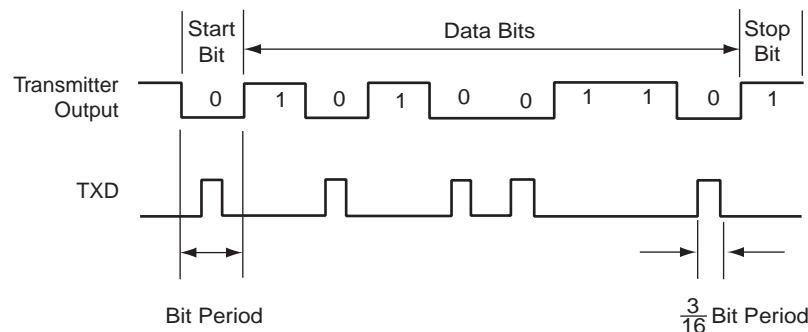 Start
Bit
Data Bits
Stop
Bit
Transmitter
Output
0 1 0 1 0 0 1 1 0 1
TXD
Bit Period
3/16 Bit Period